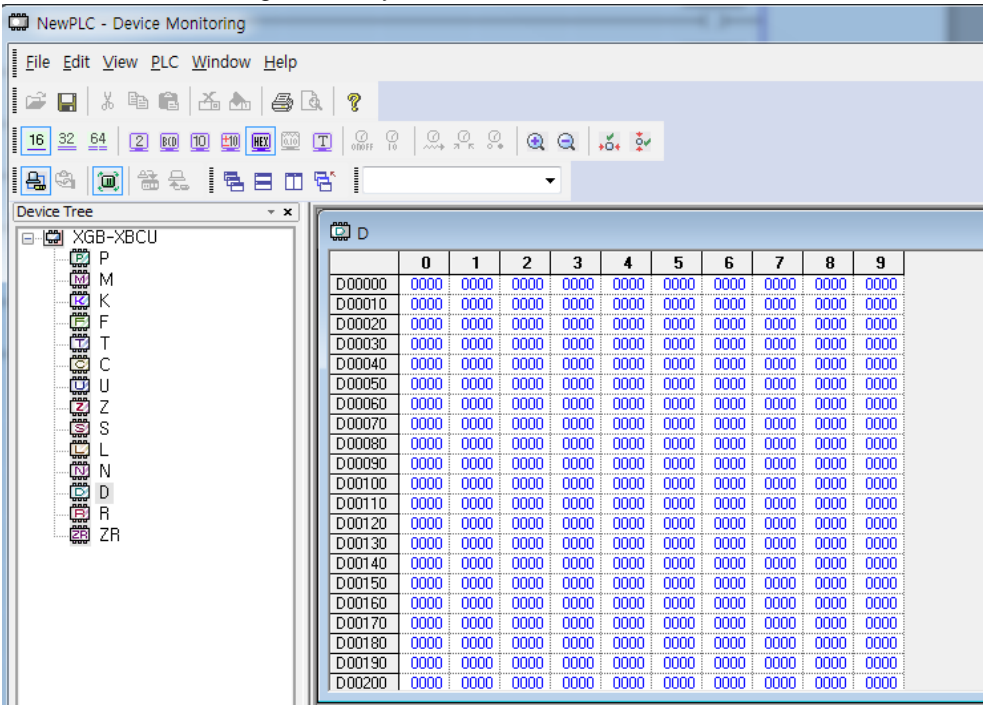 NewPLC - Device Monitoring
File Edit View PLC Window Help
16 32 64 2 BCD 10 ±10 HEX T
Device Tree
D
XGB-XBCU
P
M
K
F
T
C
U
Z
S
L
N
D
R
ZR
0 1 2 3 4 5 6 7 8 9
D00000 0000 0000 0000 0000 0000 0000 0000 0000 0000 0000
D00010 0000 0000 0000 0000 0000 0000 0000 0000 0000 0000
D00020 0000 0000 0000 0000 0000 0000 0000 0000 0000 0000
D00030 0000 0000 0000 0000 0000 0000 0000 0000 0000 0000
D00040 0000 0000 0000 0000 0000 0000 0000 0000 0000 0000
D00050 0000 0000 0000 0000 0000 0000 0000 0000 0000 0000
D00060 0000 0000 0000 0000 0000 0000 0000 0000 0000 0000
D00070 0000 0000 0000 0000 0000 0000 0000 0000 0000 0000
D00080 0000 0000 0000 0000 0000 0000 0000 0000 0000 0000
D00090 0000 0000 0000 0000 0000 0000 0000 0000 0000 0000
D00100 0000 0000 0000 0000 0000 0000 0000 0000 0000 0000
D00110 0000 0000 0000 0000 0000 0000 0000 0000 0000 0000
D00120 0000 0000 0000 0000 0000 0000 0000 0000 0000 0000
D00130 0000 0000 0000 0000 0000 0000 0000 0000 0000 0000
D00140 0000 0000 0000 0000 0000 0000 0000 0000 0000 0000
D00150 0000 0000 0000 0000 0000 0000 0000 0000 0000 0000
D00160 0000 0000 0000 0000 0000 0000 0000 0000 0000 0000
D00170 0000 0000 0000 0000 0000 0000 0000 0000 0000 0000
D00180 0000 0000 0000 0000 0000 0000 0000 0000 0000 0000
D00190 0000 0000 0000 0000 0000 0000 0000 0000 0000 0000
D00200 0000 0000 0000 0000 0000 0000 0000 0000 0000 0000